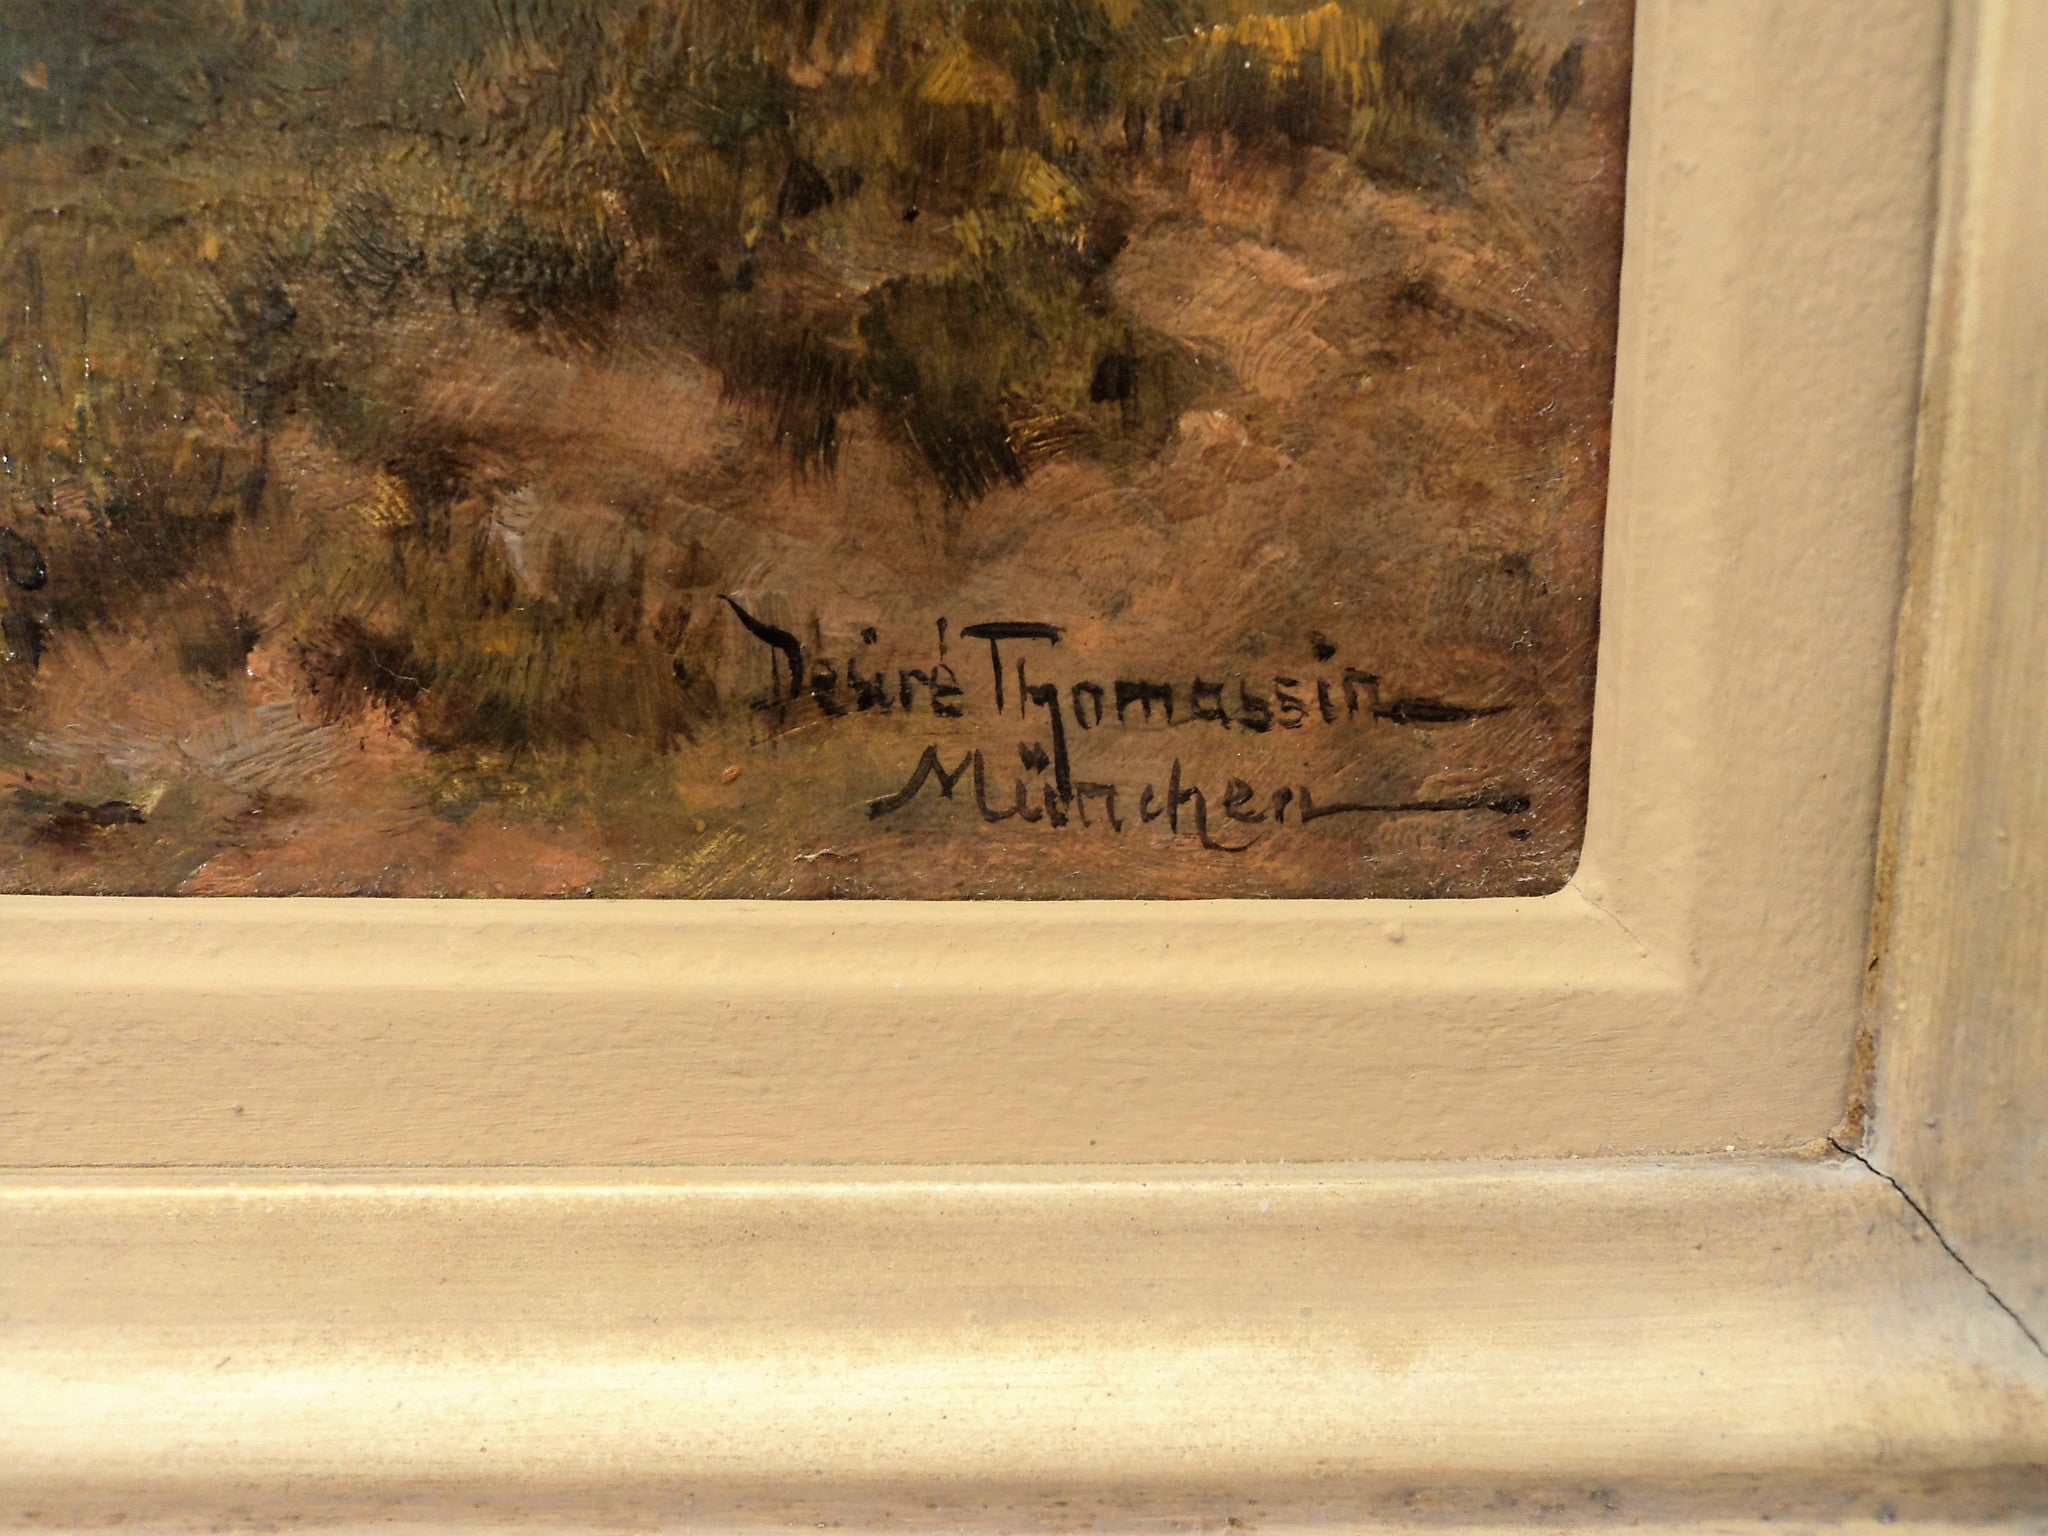 Désiré Thomassin
München.